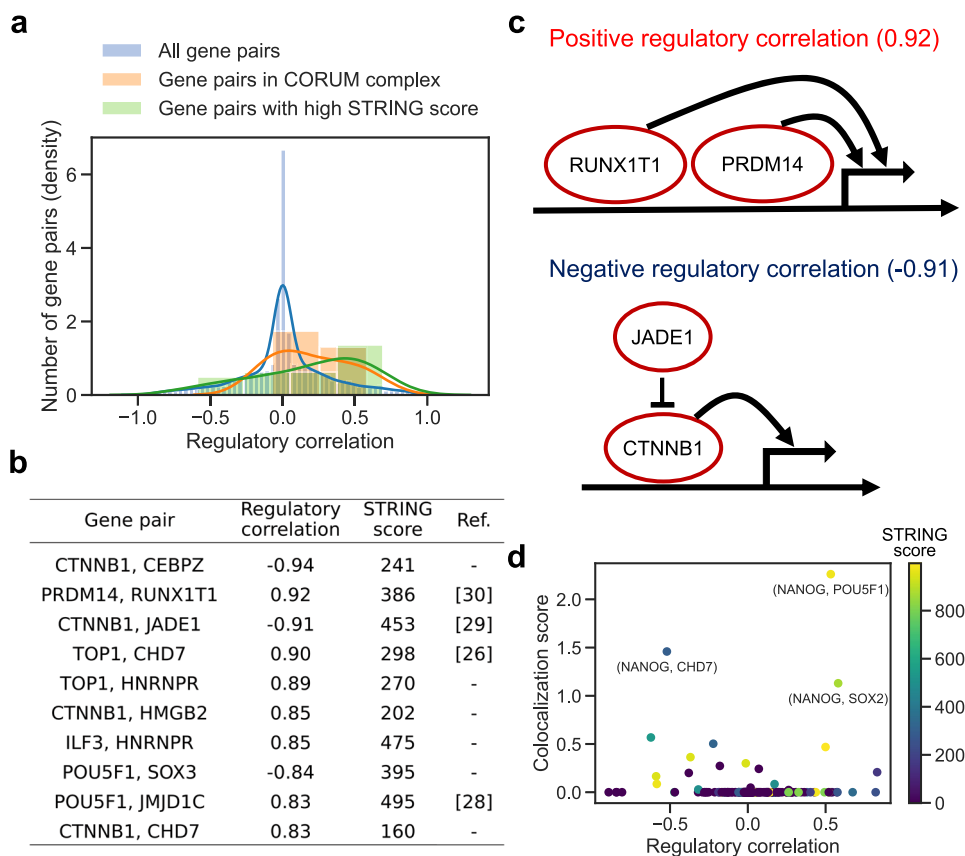 a
All gene pairs
Gene pairs in CORUM complex
Gene pairs with high STRING score
Number of gene pairs (density)
6
4
2
0
−1.0 −0.5 0.0 0.5 1.0
Regulatory correlation
b
Gene pair Regulatory correlation STRING score Ref.
CTNNB1, CEBPZ -0.94 241 -
PRDM14, RUNX1T1 0.92 386 [30]
CTNNB1, JADE1 -0.91 453 [29]
TOP1, CHD7 0.90 298 [26]
TOP1, HNRNPR 0.89 270 -
CTNNB1, HMGB2 0.85 202 -
ILF3, HNRNPR 0.85 475 -
POU5F1, SOX3 -0.84 395 -
POU5F1, JMJD1C 0.83 495 [28]
CTNNB1, CHD7 0.83 160 -
c
Positive regulatory correlation (0.92)
RUNX1T1
PRDM14
Negative regulatory correlation (-0.91)
JADE1
CTNNB1
d
STRING
score
Colocalization score
2.0
1.5
1.0
0.5
0.0
(NANOG, POU5F1)
(NANOG, CHD7)
(NANOG, SOX2)
−0.5 0.0 0.5
Regulatory correlation
800
600
400
200
0